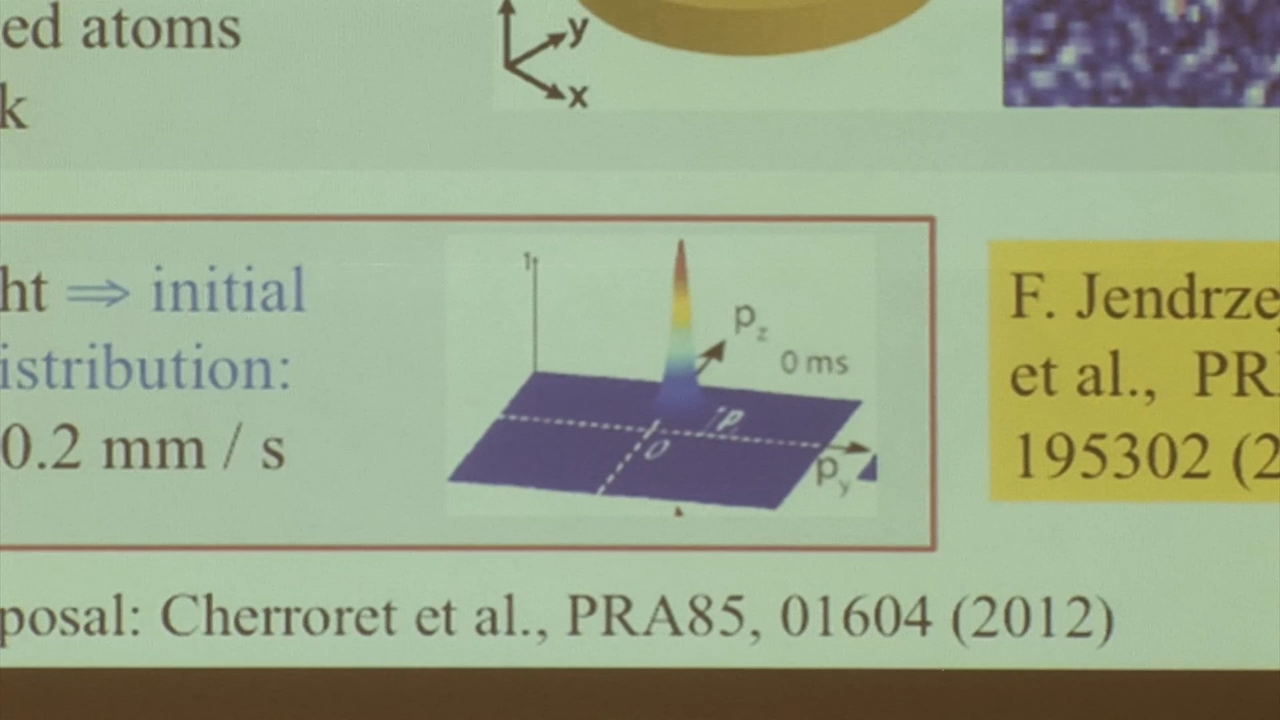 ed atoms
k
y
x
ht ⇒ initial
istribution:
0.2 mm / s
1
p_z
0 ms
p
0
p_y
F. Jendrze
et al., PR
195302 (2
posal: Cherroret et al., PRA85, 01604 (2012)